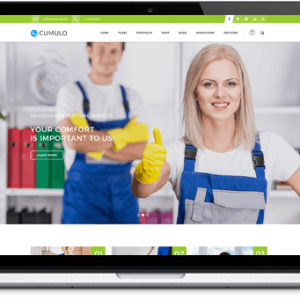 CUMULO
HOME PAGES PORTFOLIO SHOP BLOG SHORTCODES FEATURES
PROFESSIONAL CLEANING SERVICES
YOUR COMFORT
IS IMPORTANT TO US!
LEARN MORE
01 02 03